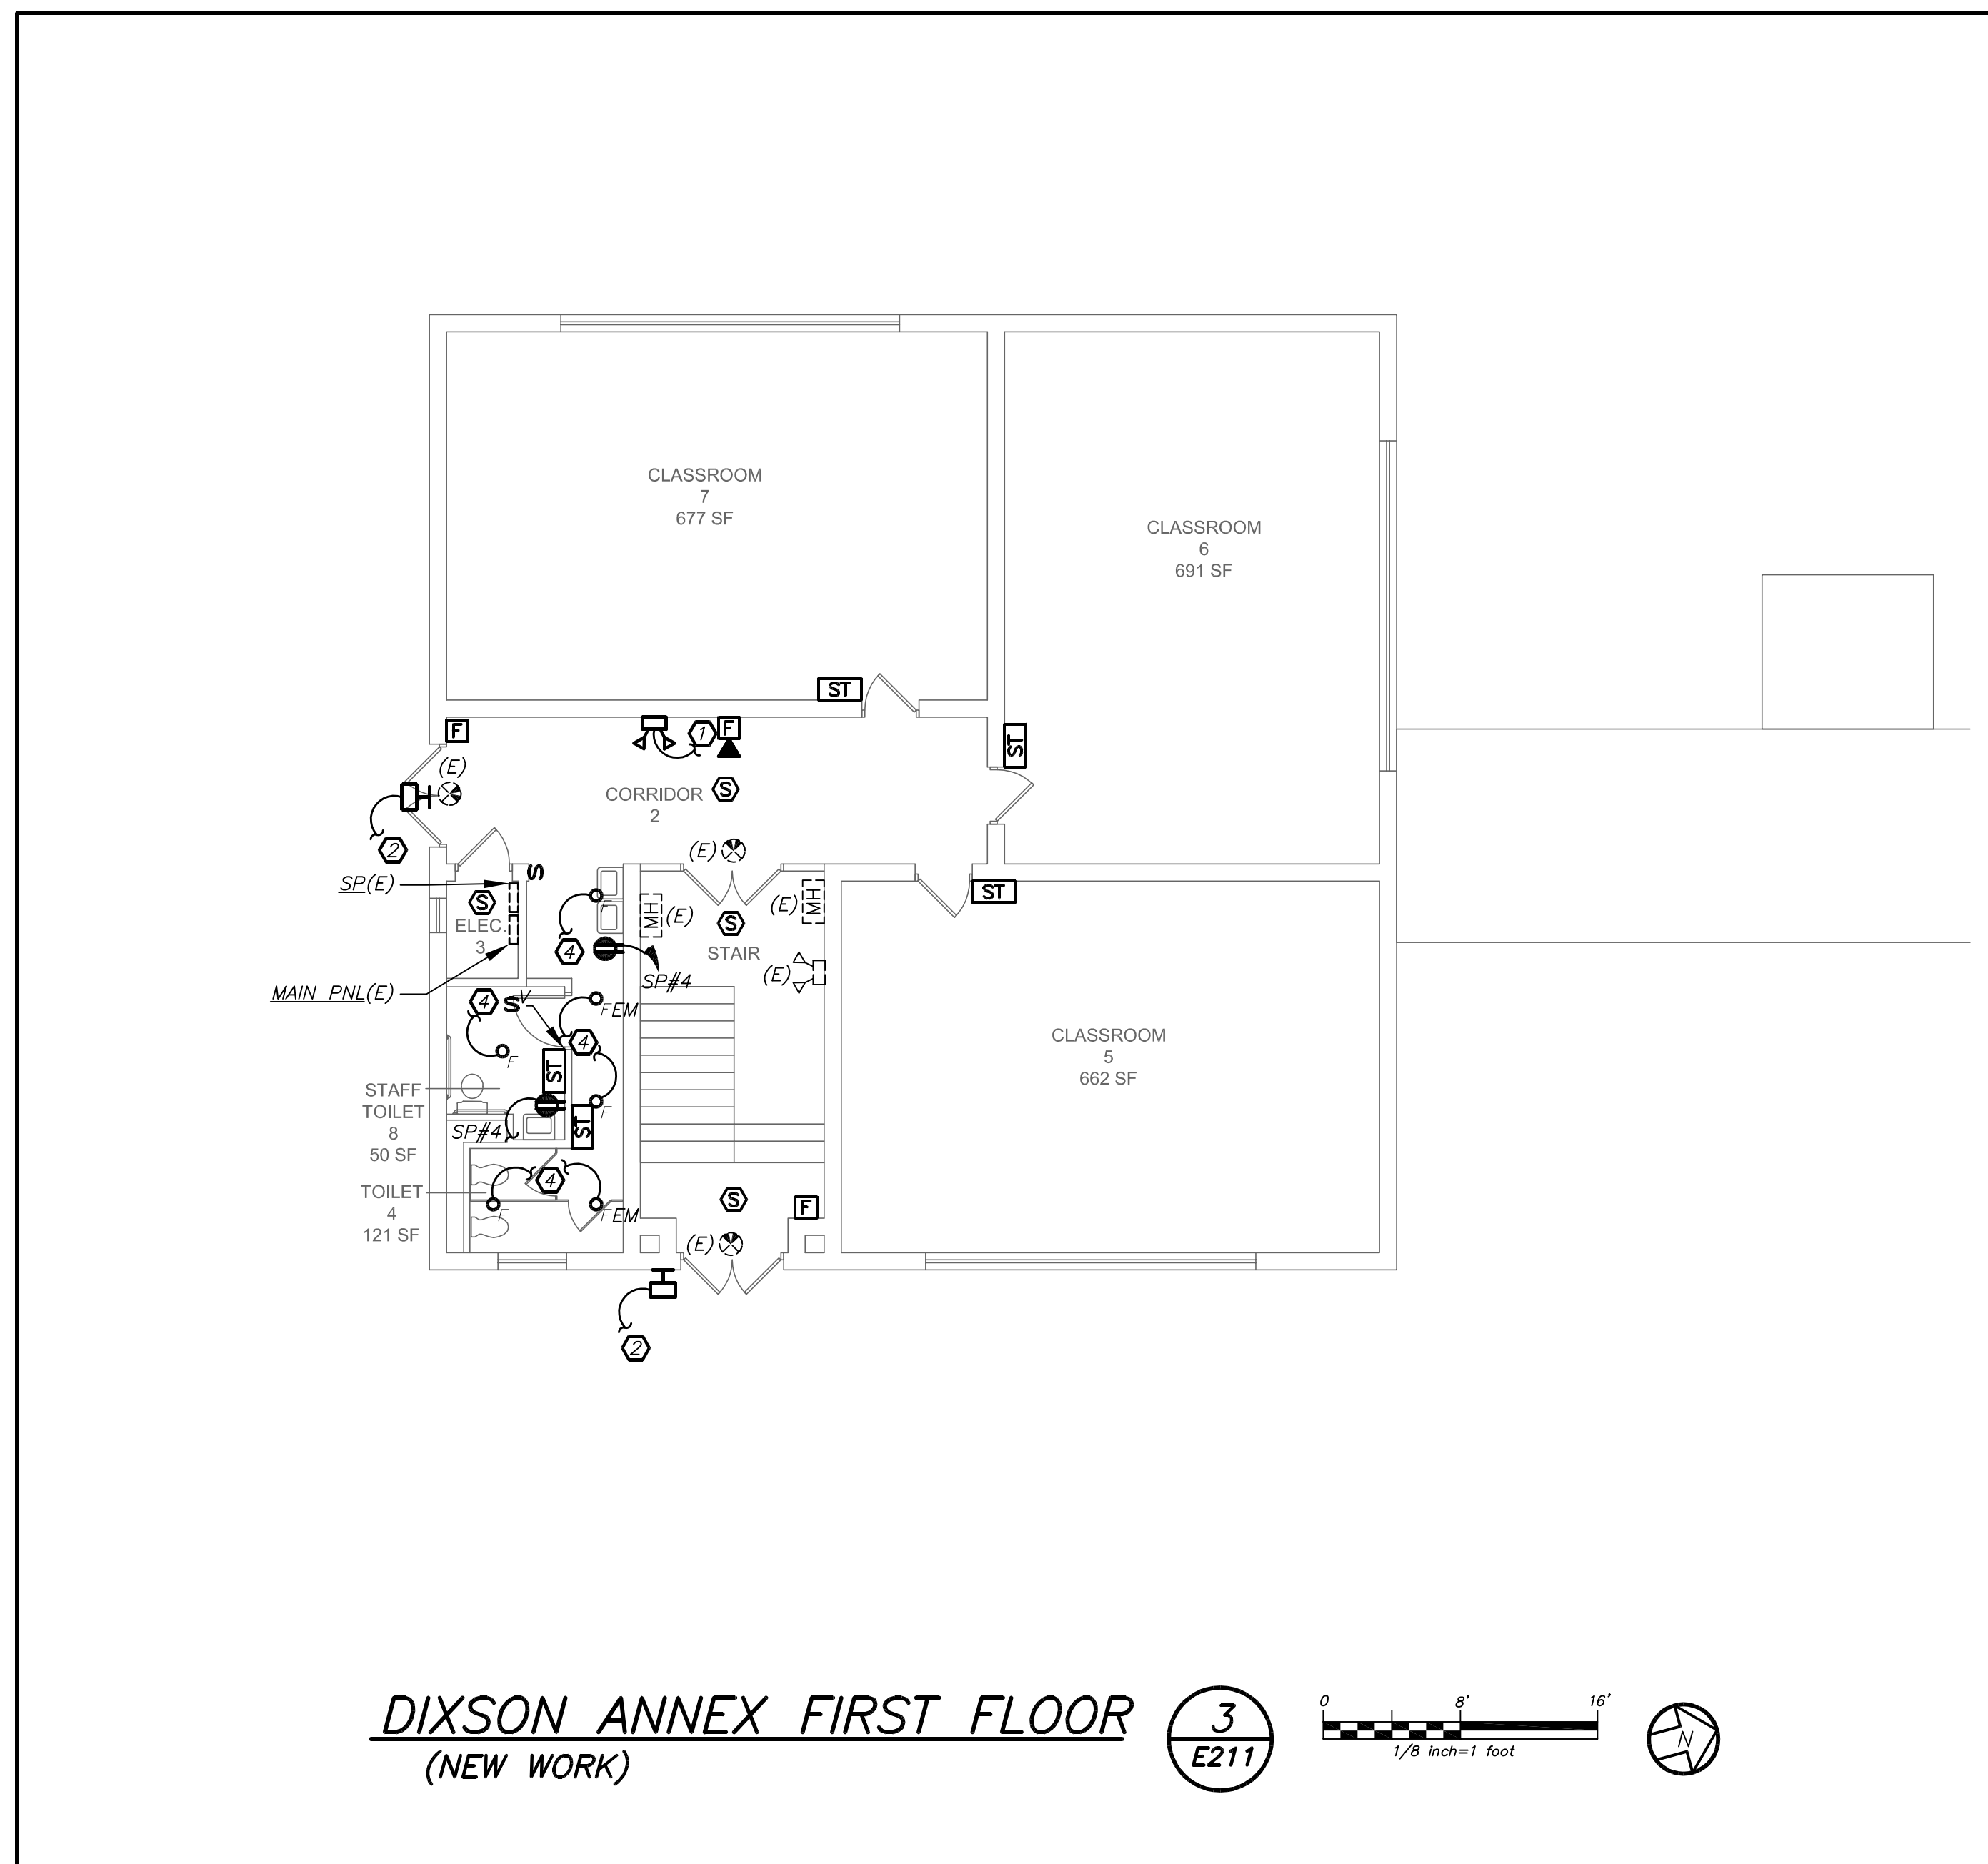 CLASSROOM
7
677 SF
CLASSROOM
6
691 SF
ST
F
1
F
ST
(E)
CORRIDOR
2
S
2
(E)
SP(E)
S
S
F
ST
ELEC.
3
MH
(E)
(E)
MH
S
STAIR
4
SP#4
(E)
MAIN PNL(E)
4
S
V
F
EM
4
F
CLASSROOM
5
662 SF
ST
STAFF
TOILET
8
50 SF
F
ST
SP#4
TOILET
4
121 SF
4
F
F
EM
S
F
(E)
2
DIXSON ANNEX FIRST FLOOR
(NEW WORK)
3
E211
0
8'
16'
1/8 inch=1 foot
N